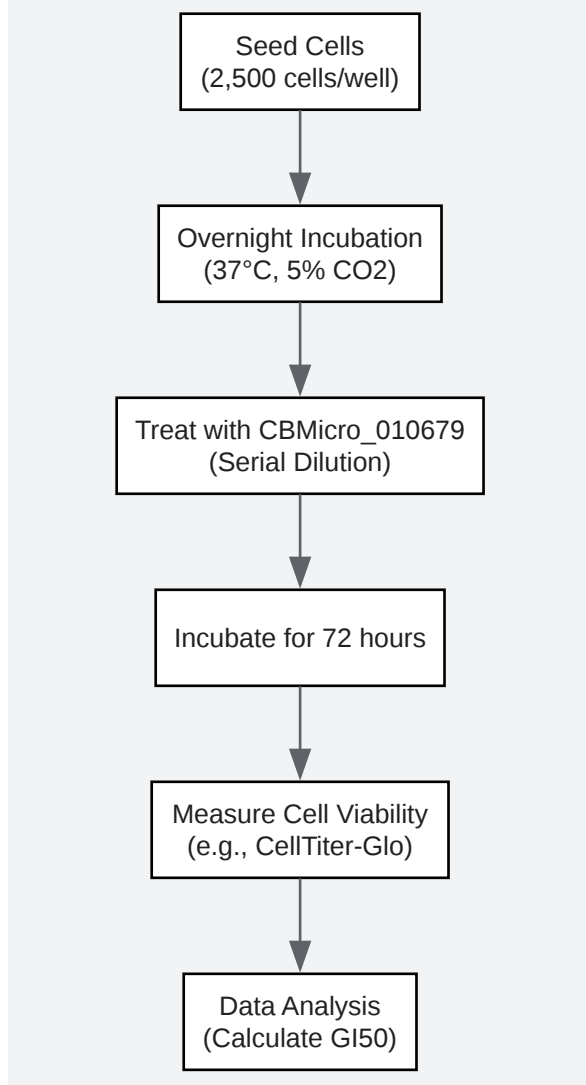 Seed Cells
(2,500 cells/well)
Overnight Incubation
(37°C, 5% CO2)
Treat with CBMicro_010679
(Serial Dilution)
Incubate for 72 hours
Measure Cell Viability
(e.g., CellTiter-Glo)
Data Analysis
(Calculate GI50)